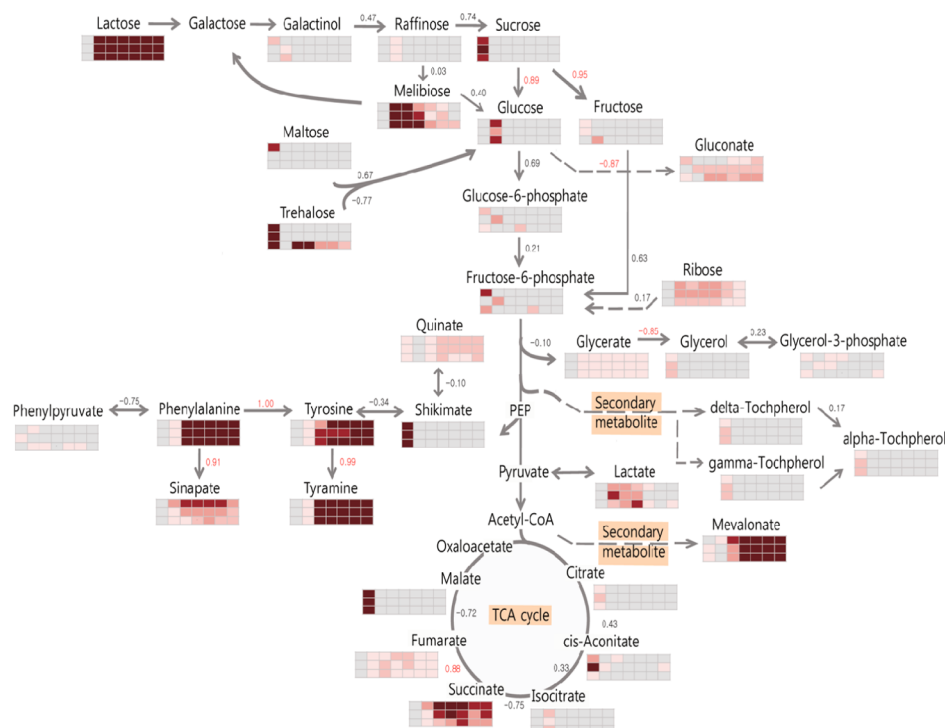 Lactose
Galactose
Galactinol
0.47
Raffinose
0.74
Sucrose
0.03
0.89
0.95
Melibiose
0.40
Glucose
Fructose
Maltose
Gluconate
0.67
0.69
-0.87
-0.77
Glucose-6-phosphate
Trehalose
0.21
0.63
Fructose-6-phosphate
Ribose
0.17
Quinate
-0.10
Glycerate
-0.85
Glycerol
0.23
Glycerol-3-phosphate
-0.10
Phenylpyruvate
-0.75
Phenylalanine
1.00
Tyrosine
-0.34
Shikimate
PEP
Secondary
metabolite
delta-Tochpherol
0.17
alpha-Tochpherol
gamma-Tochpherol
0.91
0.99
Pyruvate
Lactate
Sinapate
Tyramine
Acetyl-CoA
Secondary
metabolite
Mevalonate
Oxaloacetate
Malate
Citrate
-0.72
TCA cycle
0.43
Fumarate
cis-Aconitate
0.88
0.33
Succinate
-0.75
Isocitrate